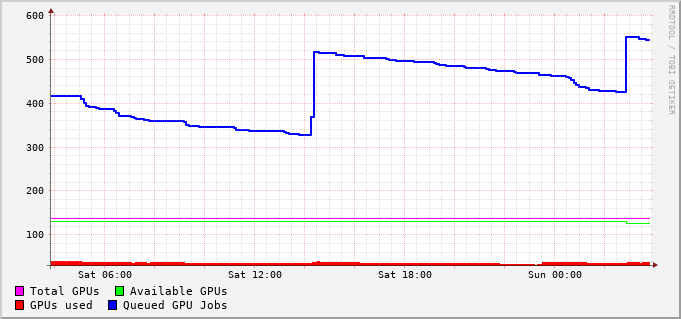 600
500
400
300
200
100
Sat 06:00 Sat 12:00 Sat 18:00 Sun 00:00
Total GPUs Available GPUs
GPUs used Queued GPU Jobs
RRDTOOL / TOBI OETIKER